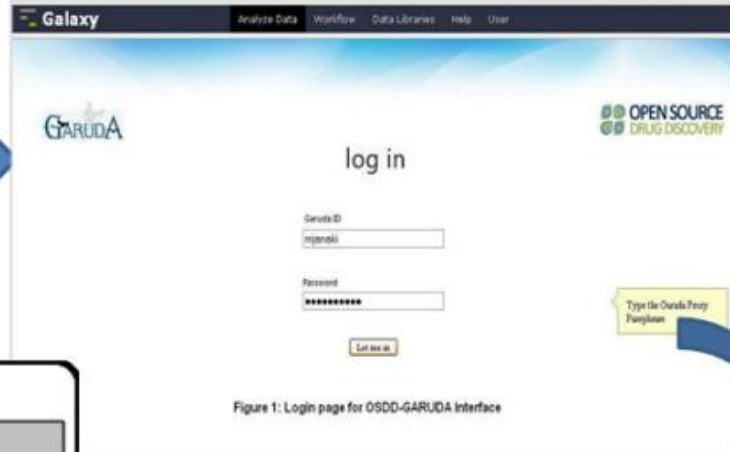 Galaxy Analyze Data Workflow Data Libraries Help User
GARUDA
OPEN SOURCE
DRUG DISCOVERY
log in
Garuda ID
Password
••••••••••
Let me in
Type the Garuda Proxy
Figure 1: Login page for OSDD-GARUDA Interface